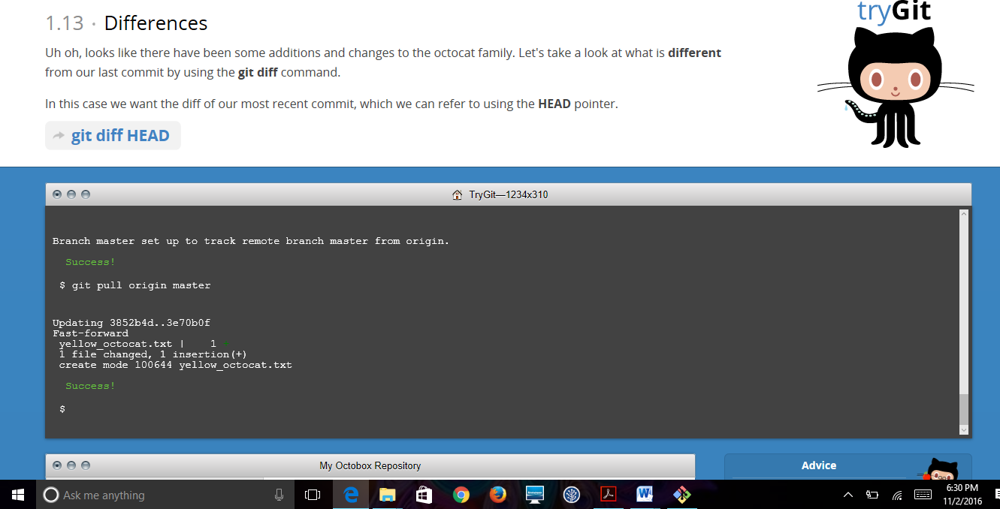 tryGit
1.13 · Differences
Uh oh, looks like there have been some additions and changes to the octocat family. Let's take a look at what is different
from our last commit by using the git diff command.
In this case we want the diff of our most recent commit, which we can refer to using the HEAD pointer.
git diff HEAD
TryGit—1234x310
Branch master set up to track remote branch master from origin.
Success!
$ git pull origin master
Updating 3852b4d..3e70b0f
Fast-forward
yellow_octocat.txt | 1 +
1 file changed, 1 insertion(+)
create mode 100644 yellow_octocat.txt
Success!
$
My Octobox Repository
Advice
Ask me anything
6:30 PM
11/2/2016